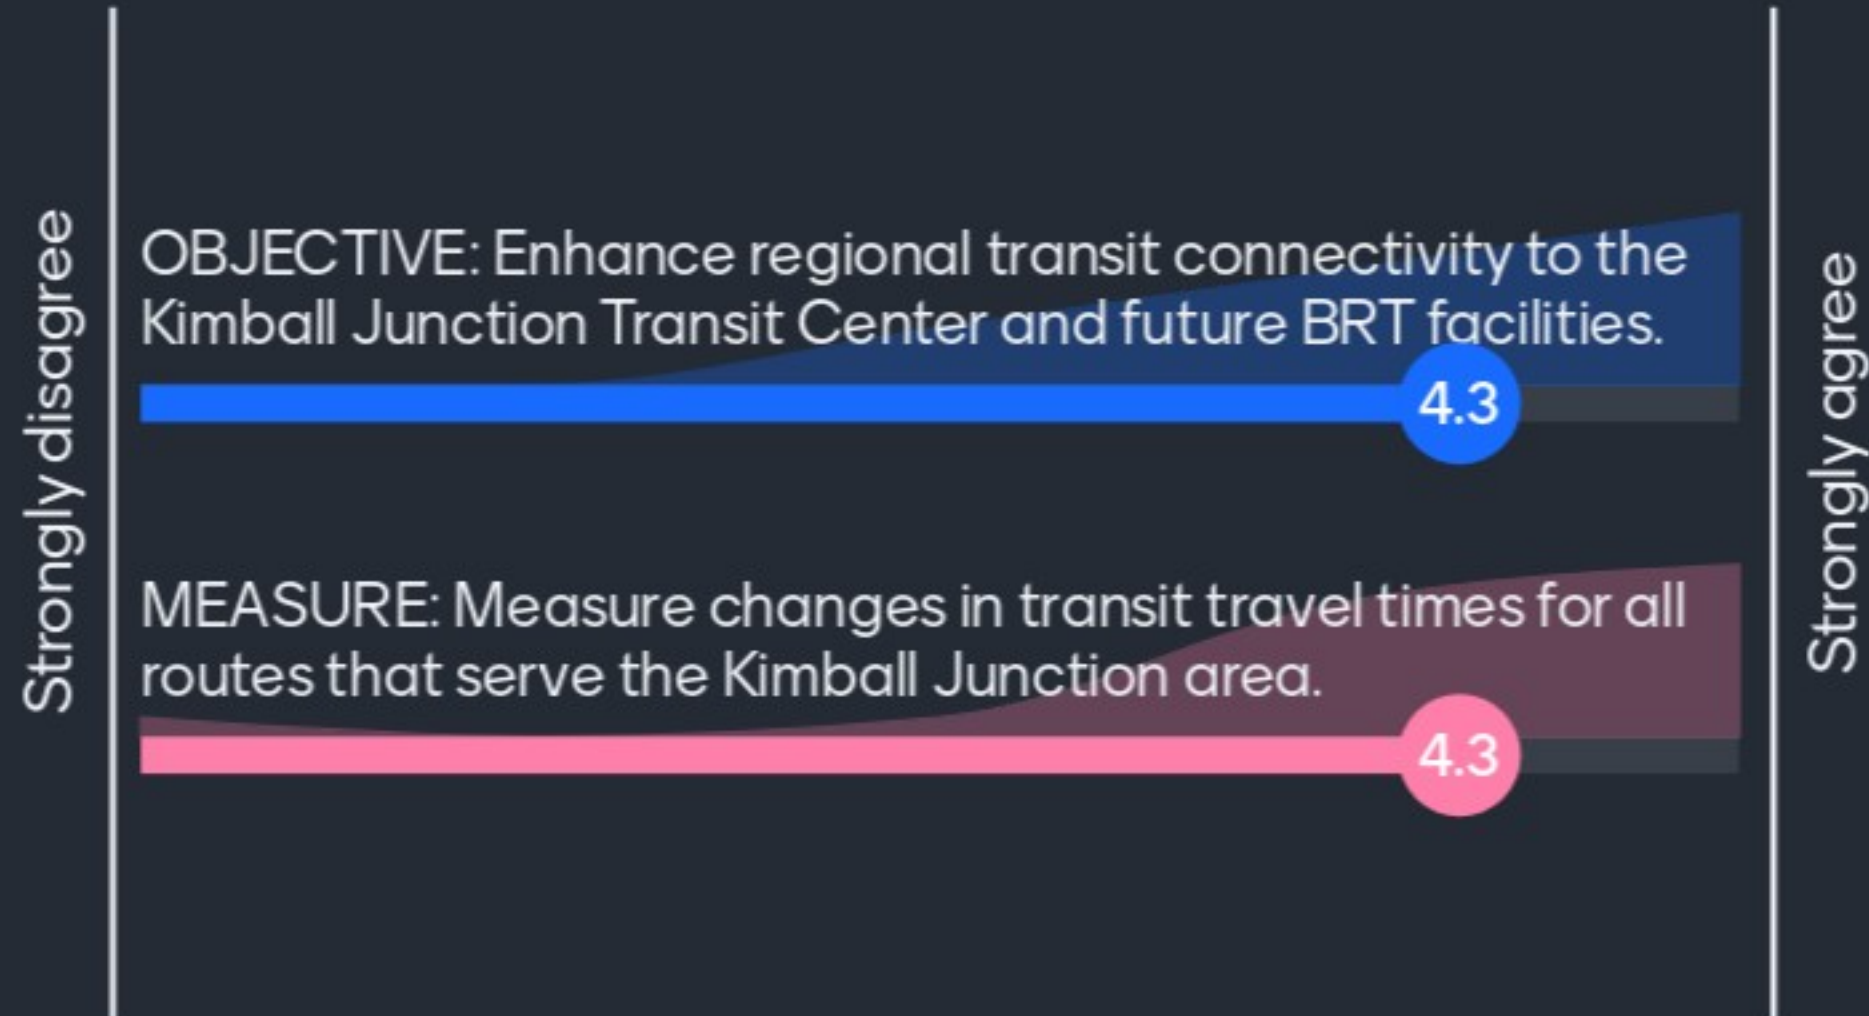 Strongly disagree
OBJECTIVE: Enhance regional transit connectivity to the
Kimball Junction Transit Center and future BRT facilities.
4.3
MEASURE: Measure changes in transit travel times for all
routes that serve the Kimball Junction area.
4.3
Strongly agree